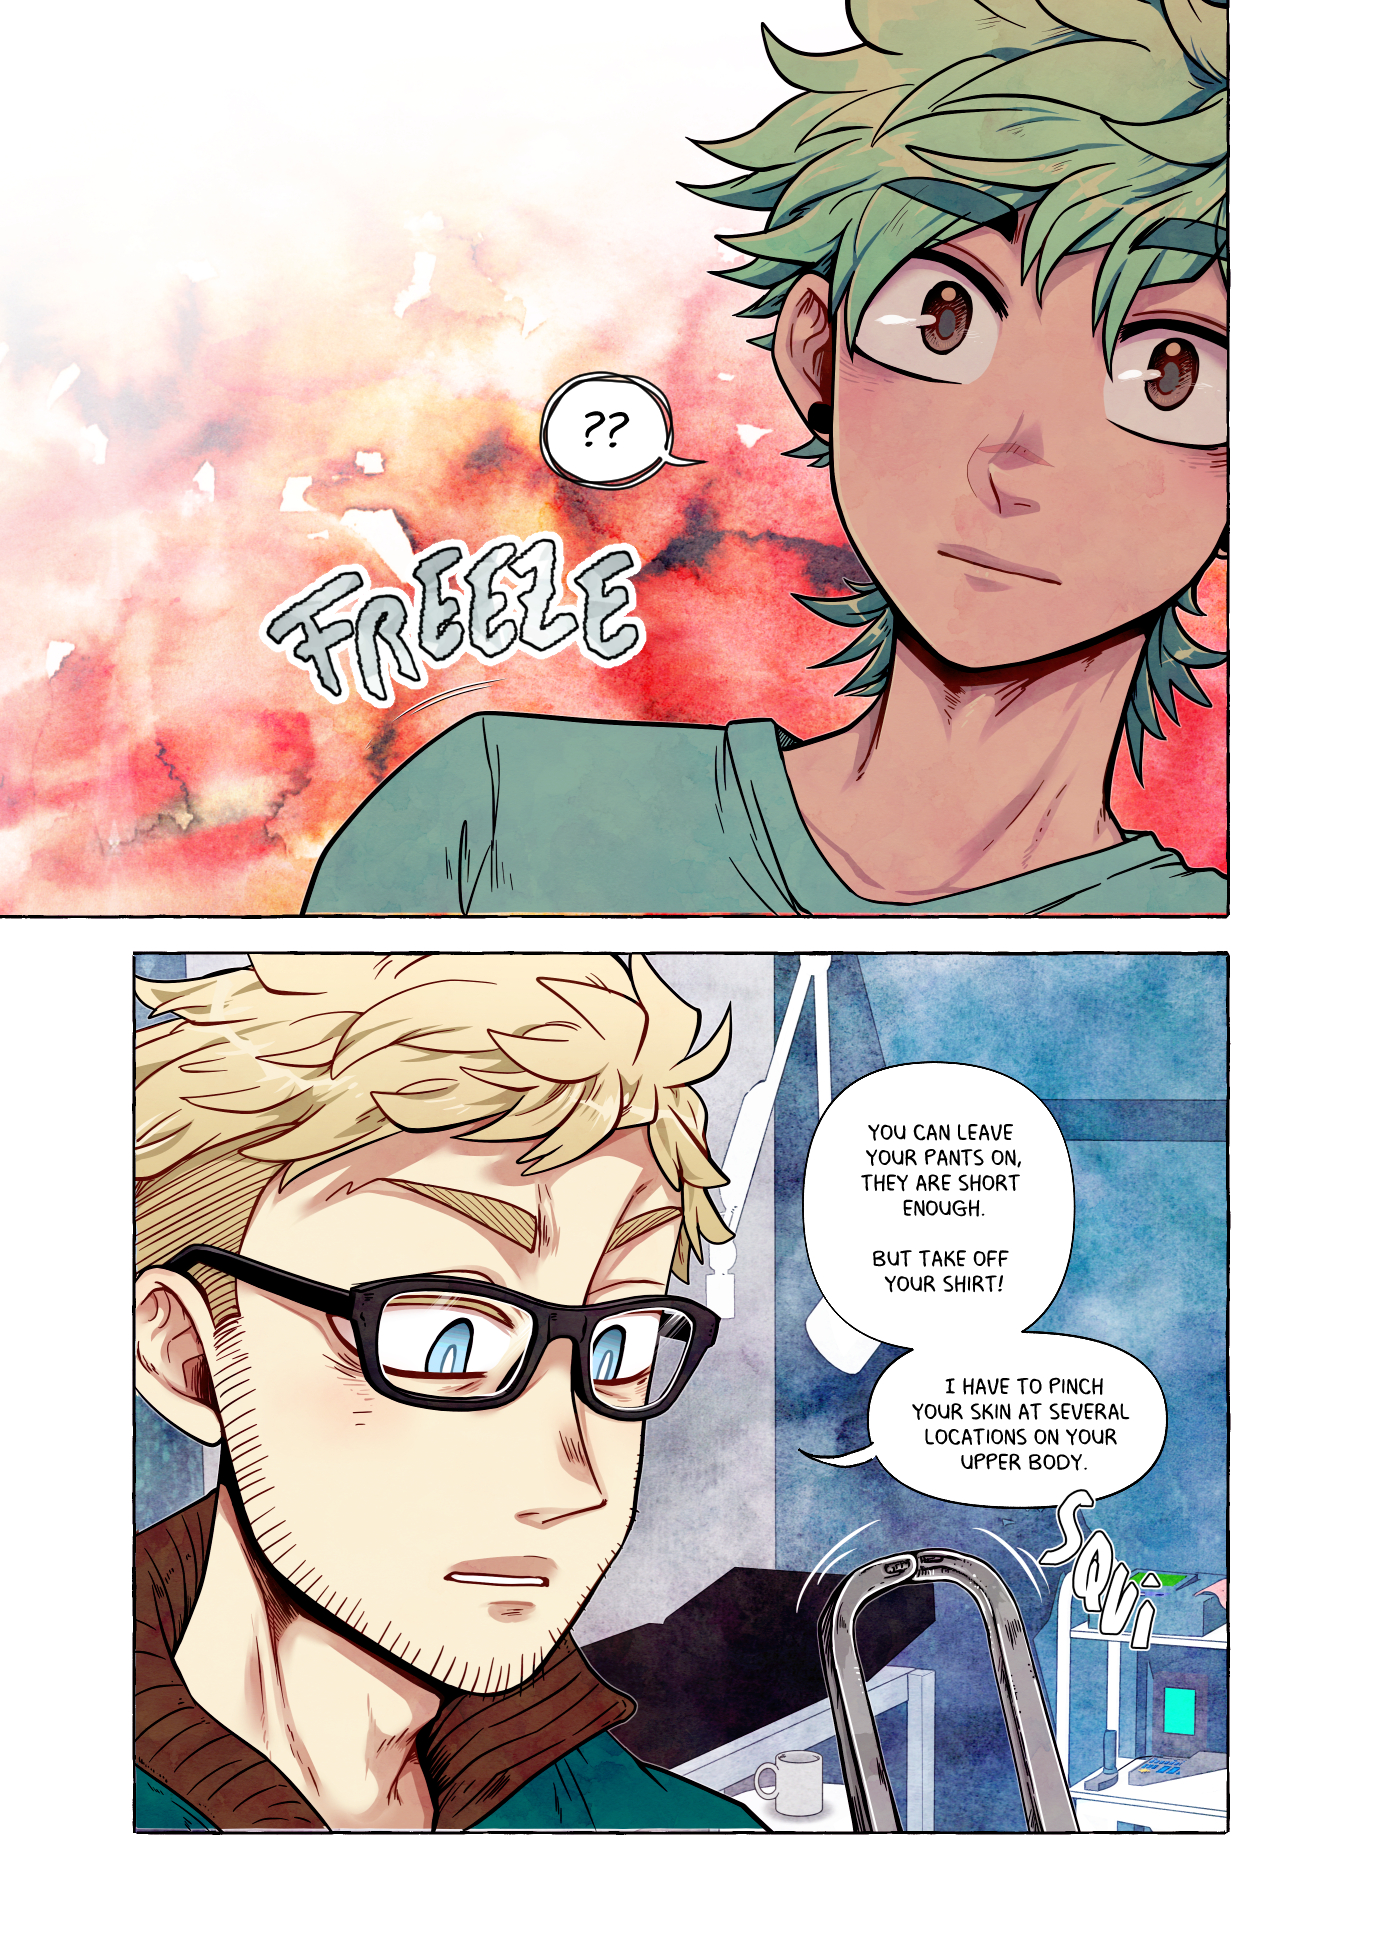 ??
FREEZE
YOU CAN LEAVE
YOUR PANTS ON,
THEY ARE SHORT
ENOUGH.
BUT TAKE OFF
YOUR SHIRT!
I HAVE TO PINCH
YOUR SKIN AT SEVERAL
LOCATIONS ON YOUR
UPPER BODY.
SQUI